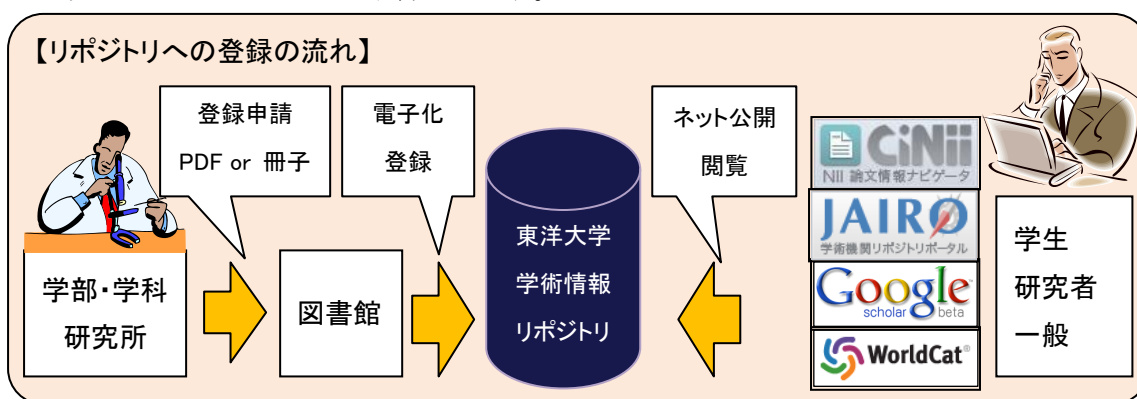 【リポジトリへの登録の流れ】
登録申請
PDF or 冊子
電子化
登録
ネット公開
閲覧
学部・学科
研究所
図書館
東洋大学
学術情報
リポジトリ
CiNii
NII 論文情報ナビゲータ
JAIRO
学術機関リポジトリポータル
Google
scholar beta
WorldCat®
学生
研究者
一般